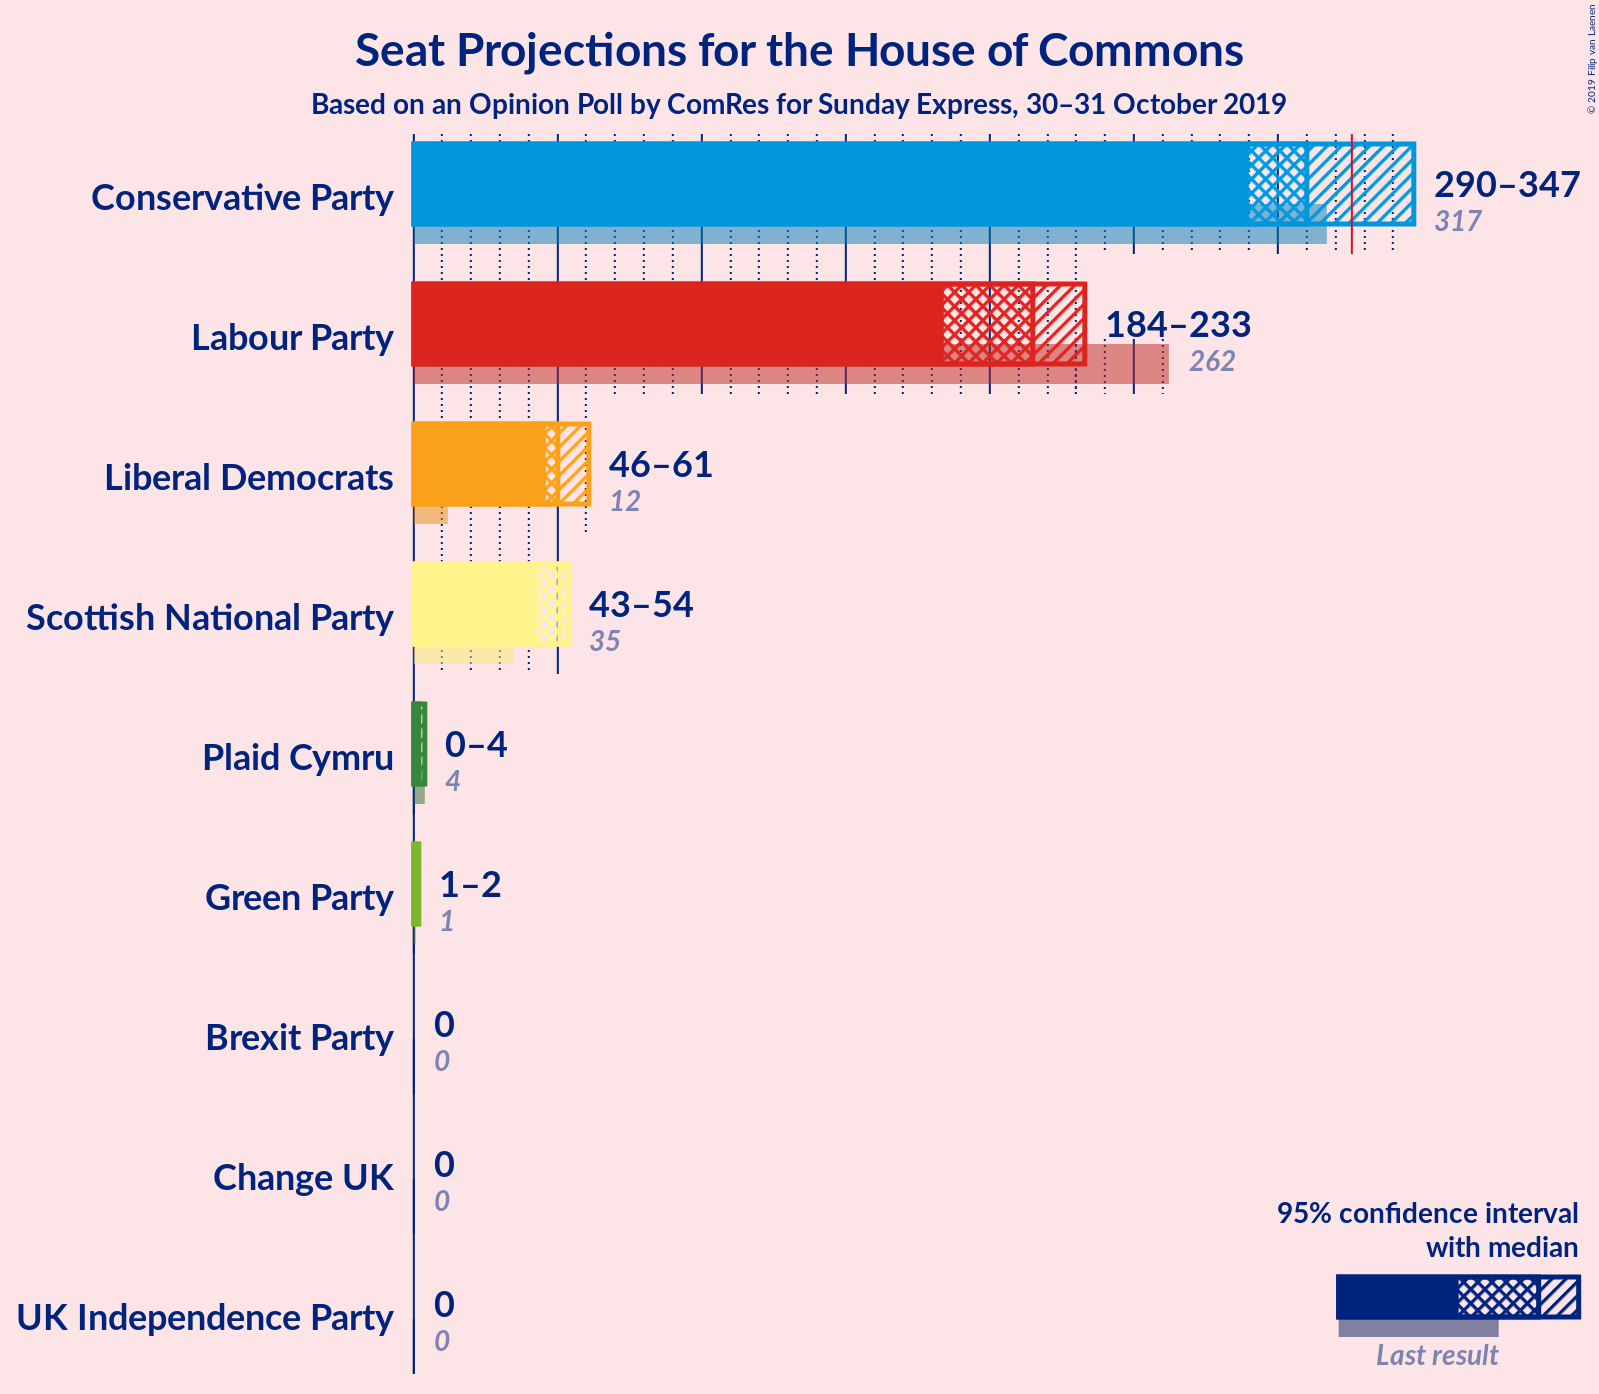 Seat Projections for the House of Commons
Based on an Opinion Poll by ComRes for Sunday Express, 30–31 October 2019
© 2019 Filip van Laenen
Conservative Party
290–347
317
Labour Party
184–233
262
Liberal Democrats
46–61
12
Scottish National Party
43–54
35
Plaid Cymru
0–4
4
Green Party
1–2
1
Brexit Party
0
0
Change UK
0
0
UK Independence Party
0
0
95% confidence interval
with median
Last result